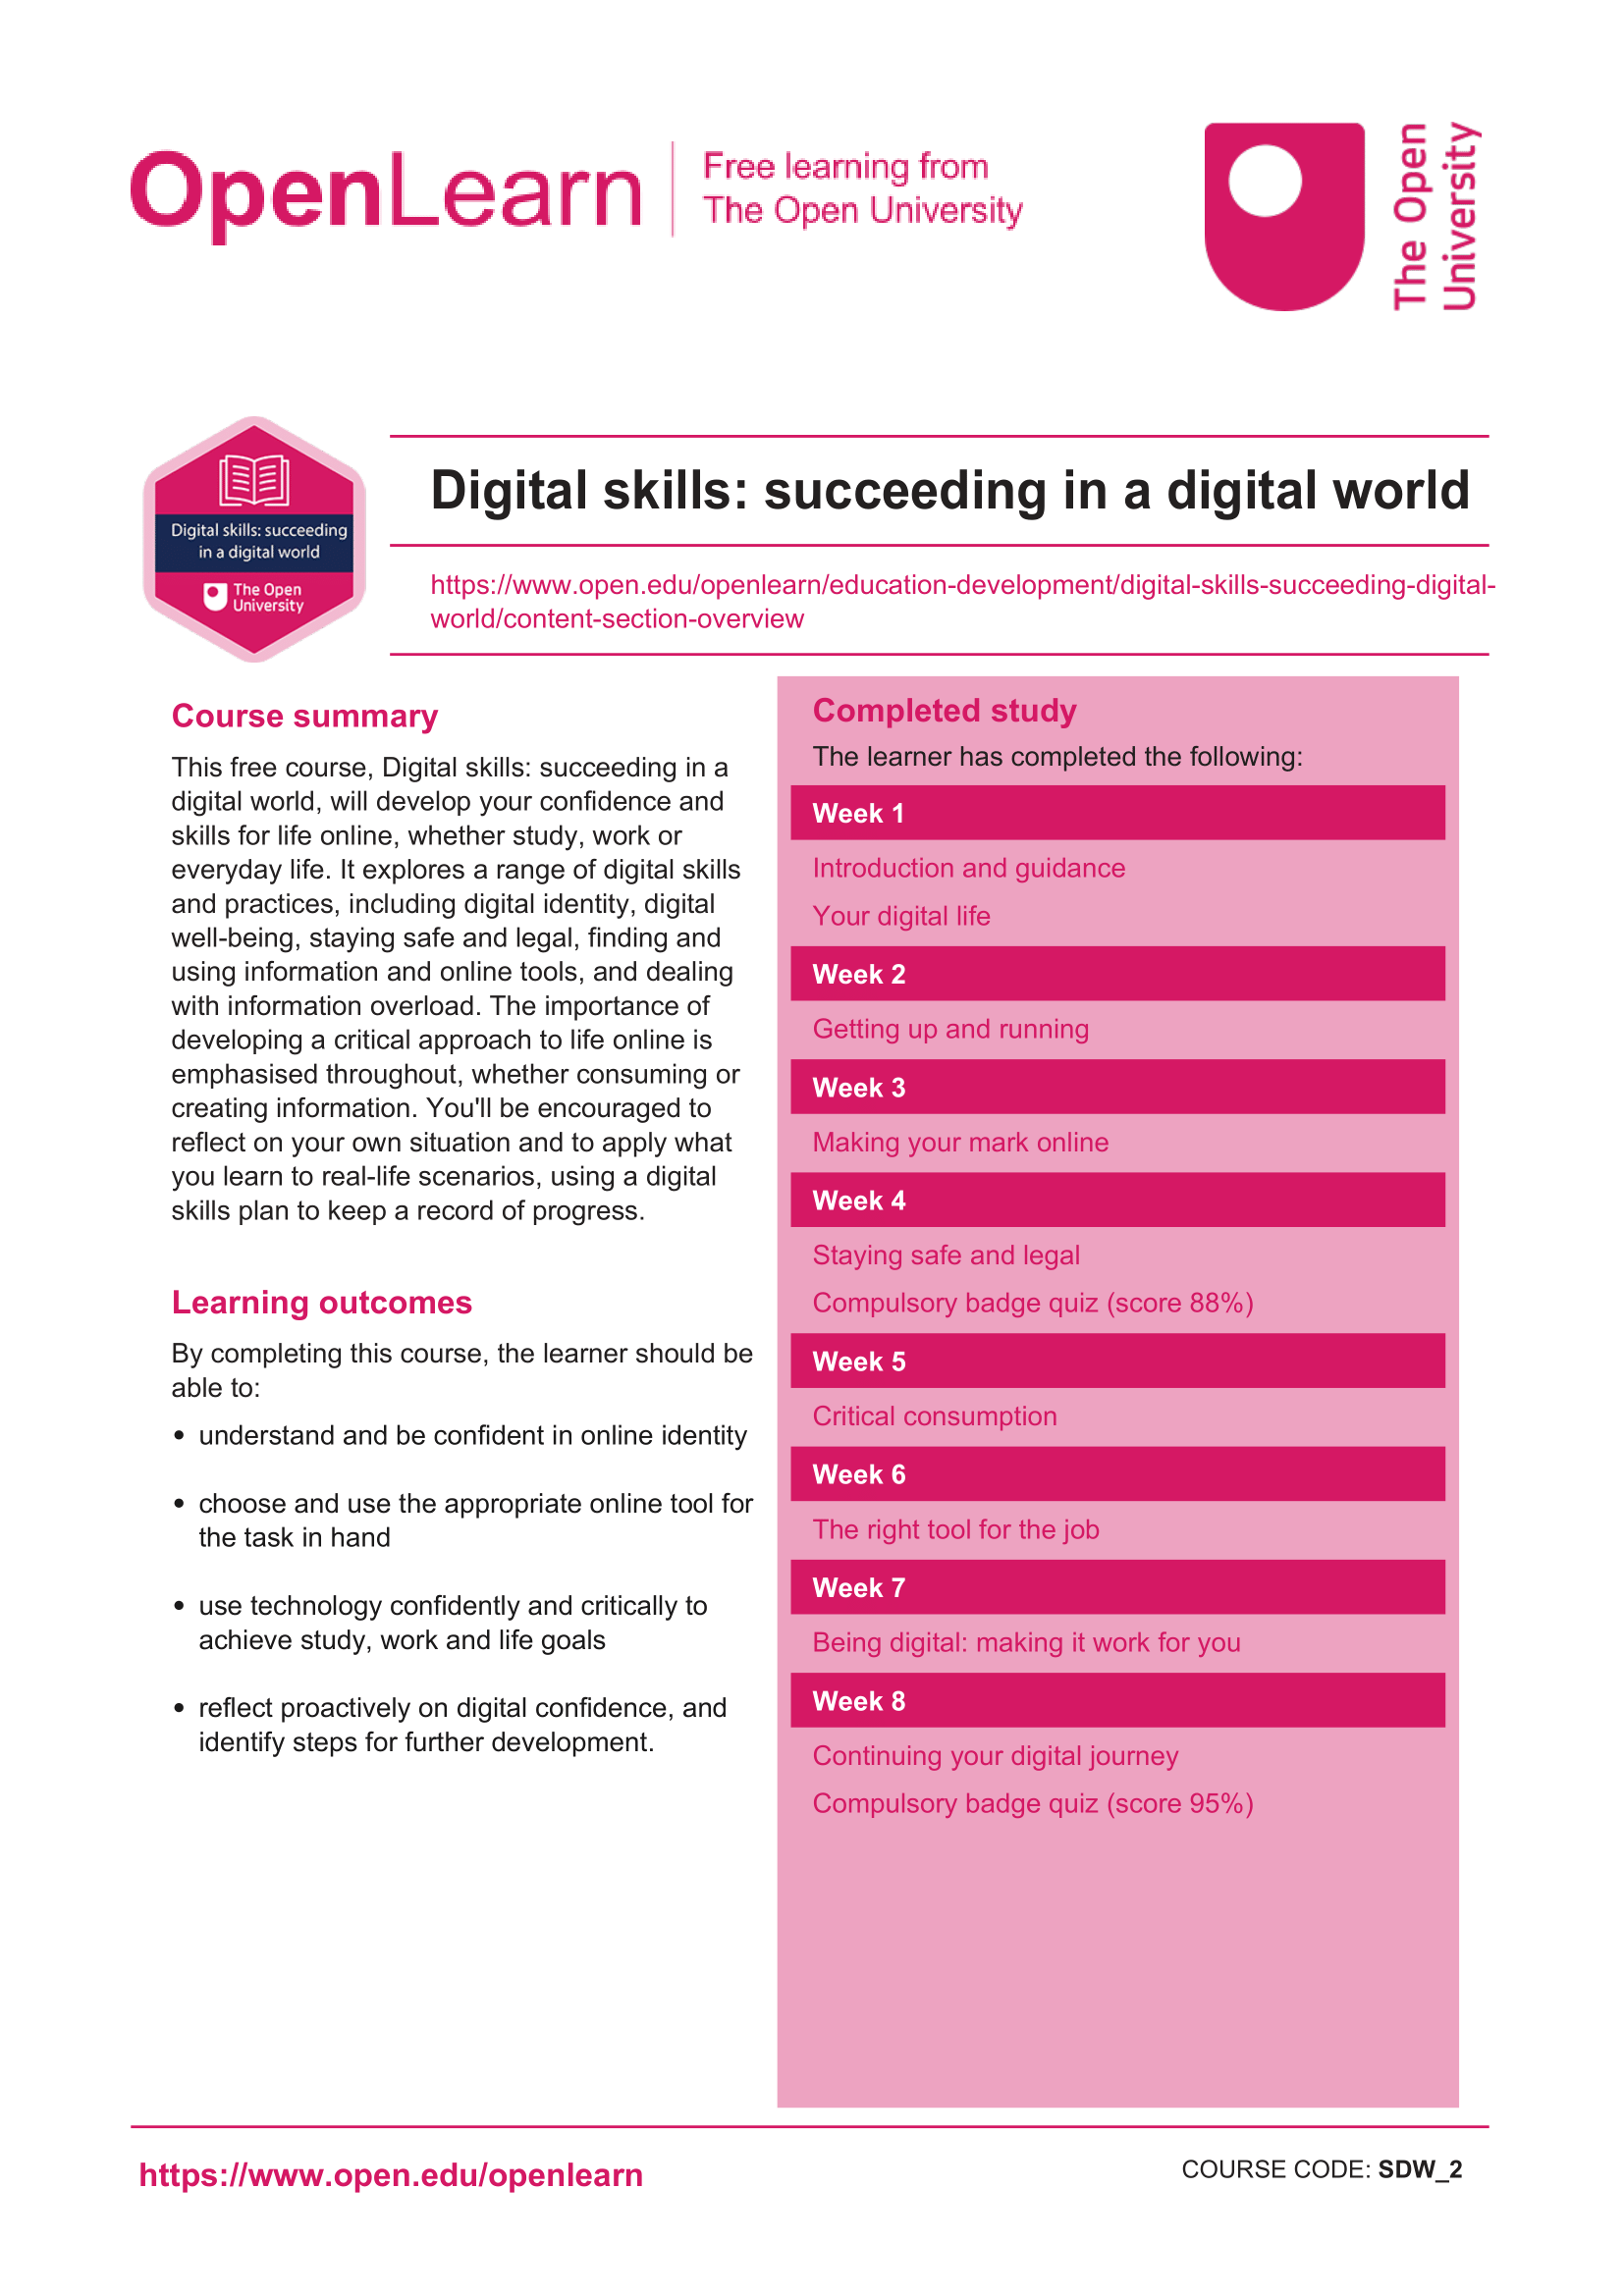 OpenLearn
Free learning from
The Open University
The Open
University
Digital skills: succeeding
in a digital world
The Open
University
Digital skills: succeeding in a digital world
https://www.open.edu/openlearn/education-development/digital-skills-succeeding-digital-
world/content-section-overview
Course summary
This free course, Digital skills: succeeding in a
digital world, will develop your confidence and
skills for life online, whether study, work or
everyday life. It explores a range of digital skills
and practices, including digital identity, digital
well-being, staying safe and legal, finding and
using information and online tools, and dealing
with information overload. The importance of
developing a critical approach to life online is
emphasised throughout, whether consuming or
creating information. You'll be encouraged to
reflect on your own situation and to apply what
you learn to real-life scenarios, using a digital
skills plan to keep a record of progress.
Learning outcomes
By completing this course, the learner should be
able to:
• understand and be confident in online identity
• choose and use the appropriate online tool for
the task in hand
• use technology confidently and critically to
achieve study, work and life goals
• reflect proactively on digital confidence, and
identify steps for further development.
Completed study
The learner has completed the following:
Week 1
Introduction and guidance
Your digital life
Week 2
Getting up and running
Week 3
Making your mark online
Week 4
Staying safe and legal
Compulsory badge quiz (score 88%)
Week 5
Critical consumption
Week 6
The right tool for the job
Week 7
Being digital: making it work for you
Week 8
Continuing your digital journey
Compulsory badge quiz (score 95%)
https://www.open.edu/openlearn
COURSE CODE: SDW_2